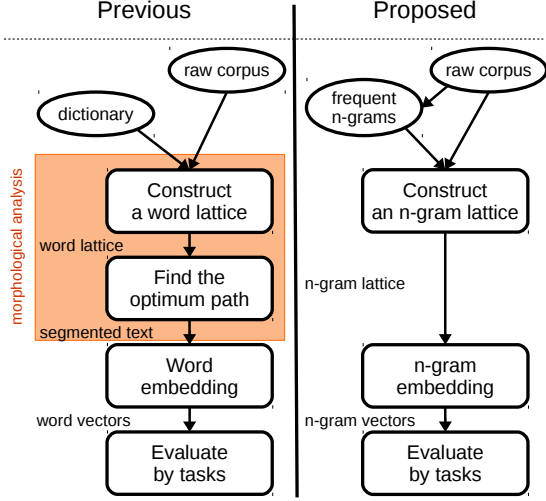 Previous
raw corpus
dictionary
morphological analysis
Construct
a word lattice
word lattice
Find the
optimum path
segmented text
Word
embedding
word vectors
Evaluate
by tasks
Proposed
raw corpus
frequent
n-grams
Construct
an n-gram lattice
n-gram lattice
n-gram
embedding
n-gram vectors
Evaluate
by tasks